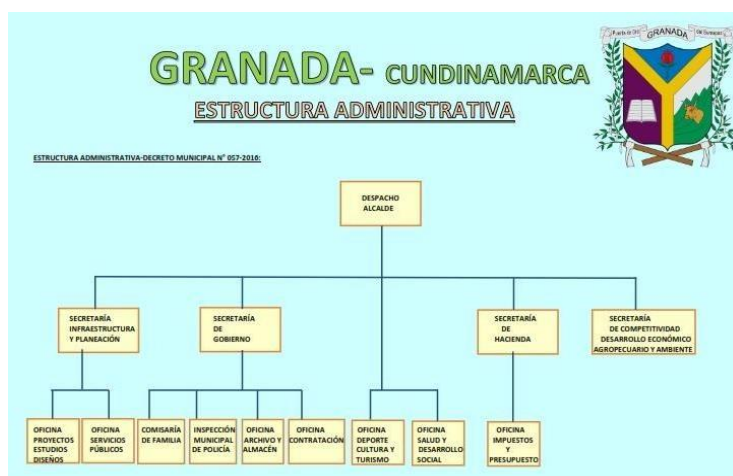 GRANADA- CUNDINAMARCA
ESTRUCTURA ADMINISTRATIVA
GRANADA
ESTRUCTURA ADMINISTRATIVA-DECRETO MUNICIPAL N° 057-2016:
DESPACHO
ALCALDE
SECRETARÍA
INFRAESTRUCTURA
Y PLANEACIÓN
SECRETARÍA
DE
GOBIERNO
SECRETARÍA
DE
HACIENDA
SECRETARÍA
DE COMPETITIVIDAD
DESARROLLO ECONÓMICO
AGROPECUARIO Y AMBIENTE
OFICINA
PROYECTOS
ESTUDIOS
DISEÑOS
OFICINA
SERVICIOS
PÚBLICOS
COMISARÍA
DE FAMILIA
INSPECCIÓN
MUNICIPAL
DE POLICÍA
OFICINA
ARCHIVO Y
ALMACÉN
OFICINA
CONTRATACIÓN
OFICINA
DEPORTE
CULTURA Y
TURISMO
OFICINA
SALUD Y
DESARROLLO
SOCIAL
OFICINA
IMPUESTOS
Y
PRESUPUESTO